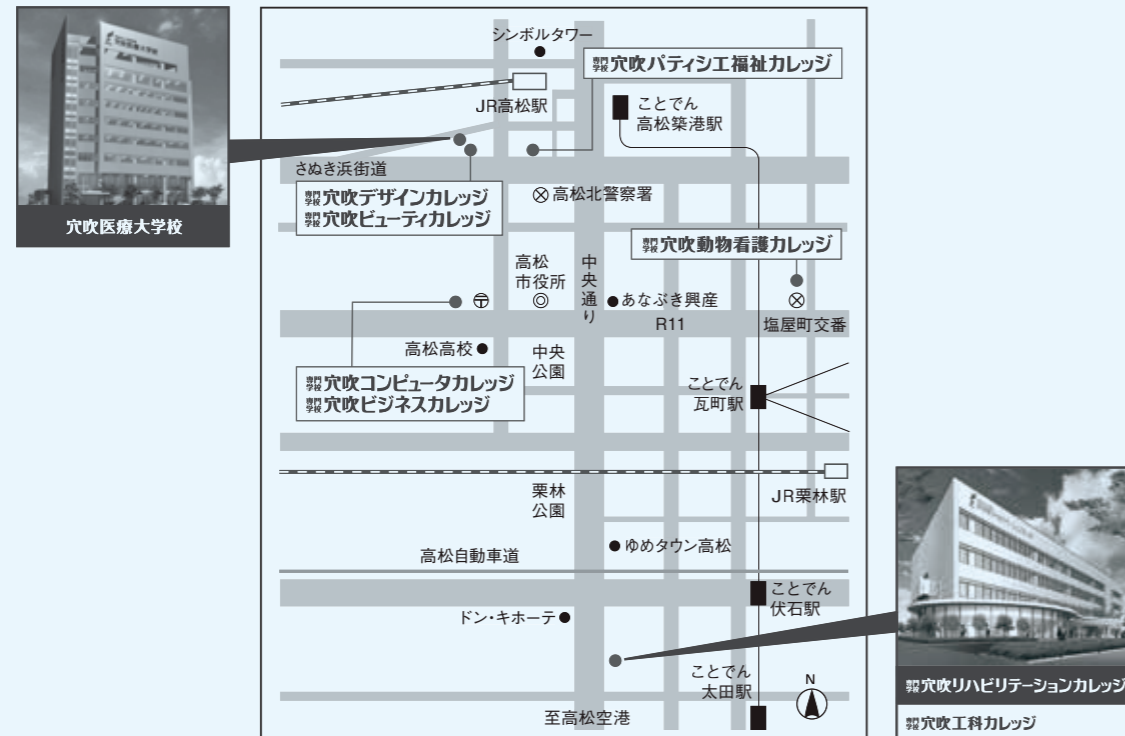 シンボルタワー
専門学校 穴吹パティシエ福祉カレッジ
JR高松駅
ことでん
高松築港駅
さぬき浜街道
専門学校 穴吹デザインカレッジ
専門学校 穴吹ビューティカレッジ
高松北警察署
穴吹医療大学校
専門学校 穴吹動物看護カレッジ
高松
市役所
中央通り
あなぶき興産
R11
塩屋町交番
高松高校
中央
公園
専門学校 穴吹コンピュータカレッジ
専門学校 穴吹ビジネスカレッジ
ことでん
瓦町駅
栗林
公園
JR栗林駅
ゆめタウン高松
高松自動車道
ことでん
伏石駅
ドン・キホーテ
ことでん
太田駅
N
至高松空港
専門学校 穴吹リハビリテーションカレッジ
専門学校 穴吹工科カレッジ